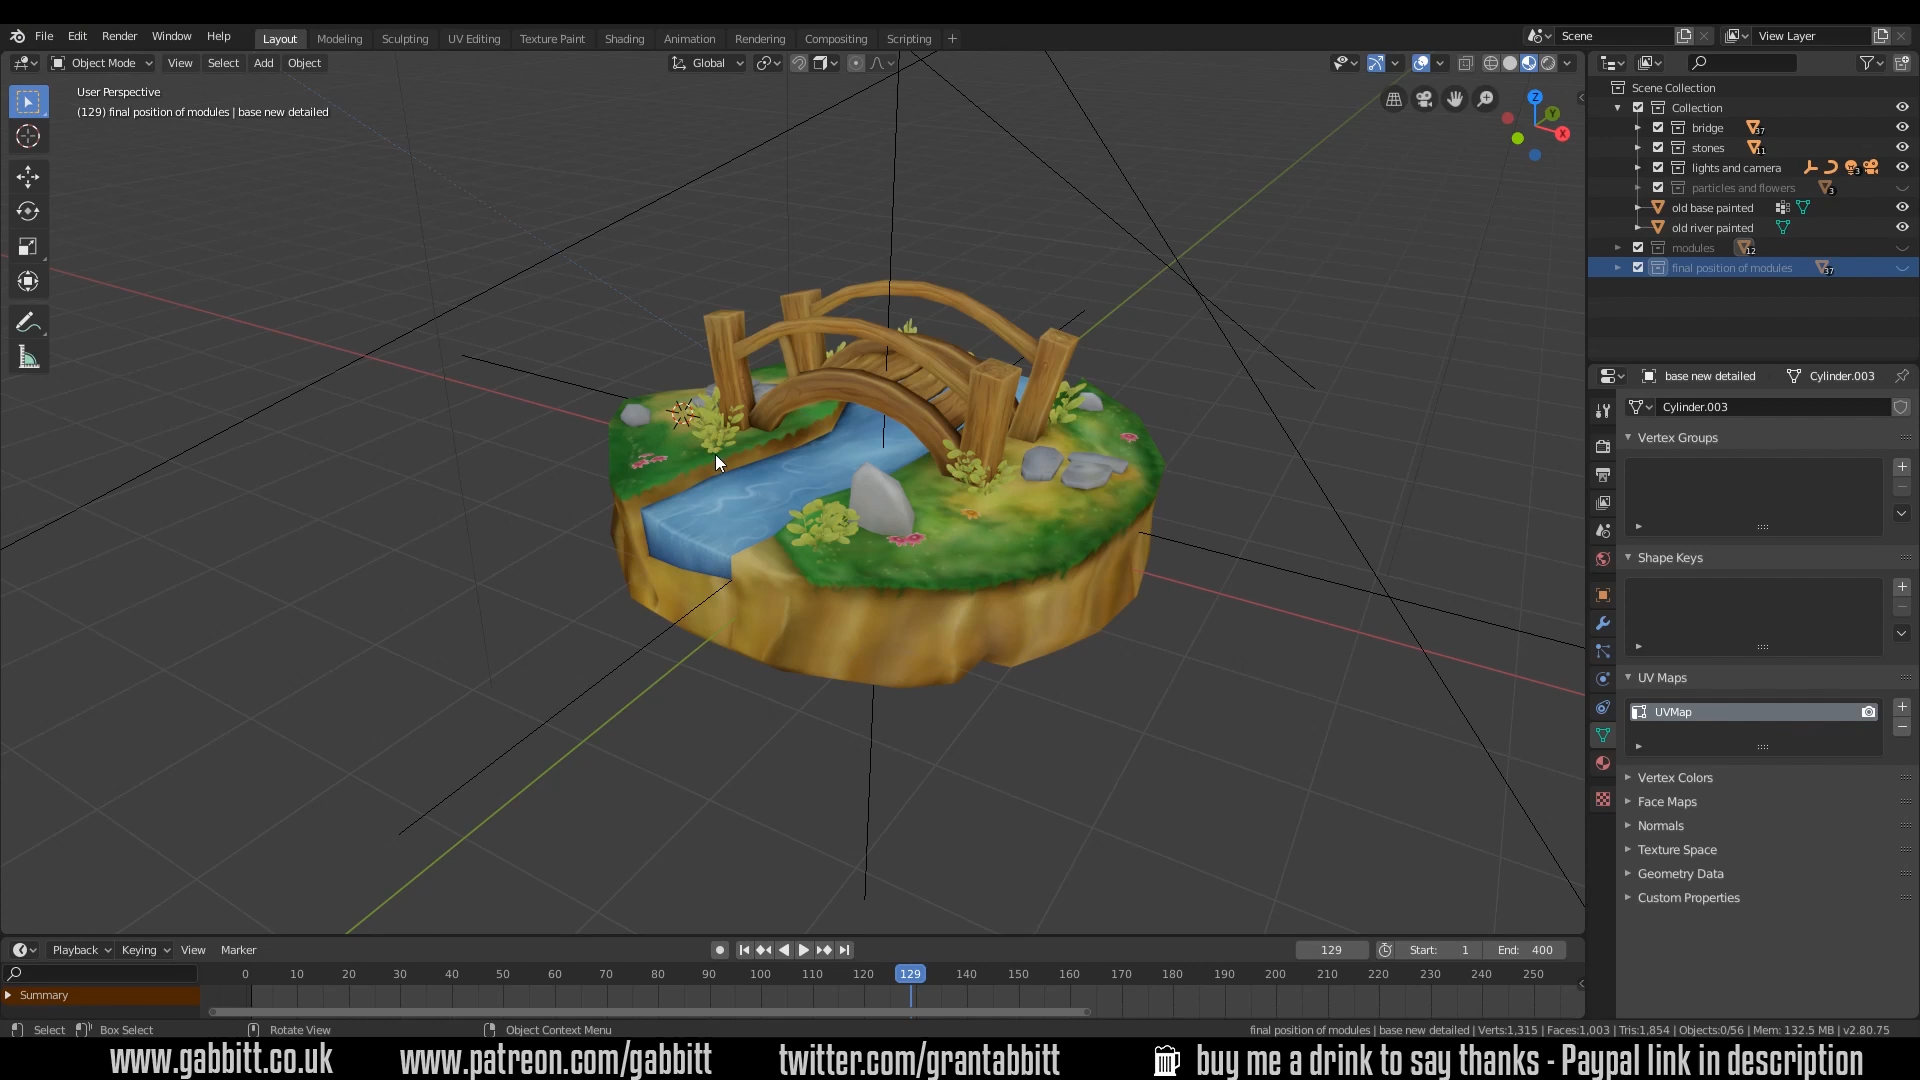 File Edit Render Window Help Layout Modeling Sculpting UV Editing Texture Paint Shading Animation Rendering Compositing Scripting + Scene View Layer
Object Mode View Select Add Object Global
User Perspective
(129) final position of modules | base new detailed
Z Y X
Scene Collection
Collection
bridge 37
stones 11
lights and camera 3
particles and flowers 3
old base painted
old river painted
modules 12
final position of modules 37
base new detailed Cylinder.003
Cylinder.003
Vertex Groups
Shape Keys
UV Maps
UVMap
Vertex Colors
Face Maps
Normals
Texture Space
Geometry Data
Custom Properties
Playback Keying View Marker 129 Start: 1 End: 400
0 10 20 30 40 50 60 70 80 90 100 110 120 129 140 150 160 170 180 190 200 210 220 230 240 250
Summary
Select Box Select Rotate View Object Context Menu final position of modules | base new detailed | Verts:1,315 | Faces:1,003 | Tris:1,854 | Objects:0/56 | Mem: 132.5 MB | v2.80.75
www.gabbitt.co.uk www.patreon.com/gabbitt twitter.com/grantabbitt buy me a drink to say thanks - Paypal link in description